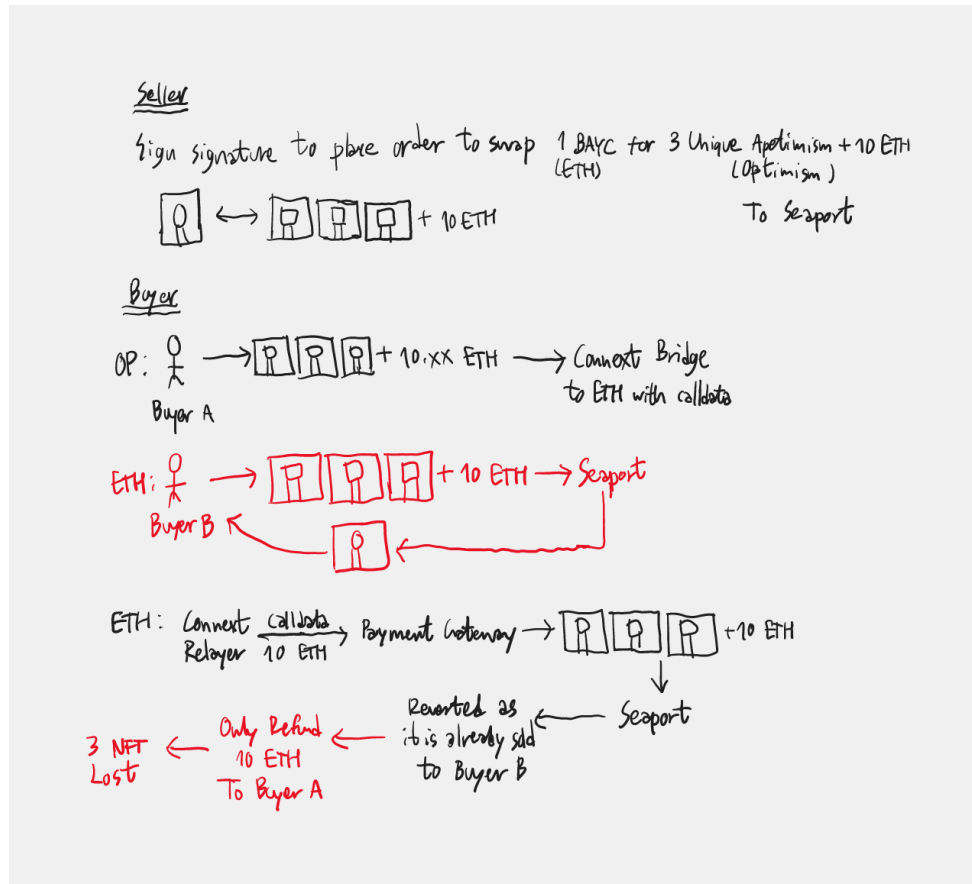 Seller
Sign signature to place order to swap 1 BAYC for 3 Unique Apetimism + 10 ETH
(ETH) (Optimism)
To Seaport
+ 10 ETH
Buyer
OP: + 10.XX ETH Connext Bridge
to ETH with calldata
Buyer A
ETH: + 10 ETH Seaport
Buyer B
ETH: Connext calldata Payment Gateway + 10 ETH
Relayer 10 ETH
Seaport
Reverted as
it is already sold
to Buyer B
Only Refund
10 ETH
To Buyer A
3 NFT
Lost